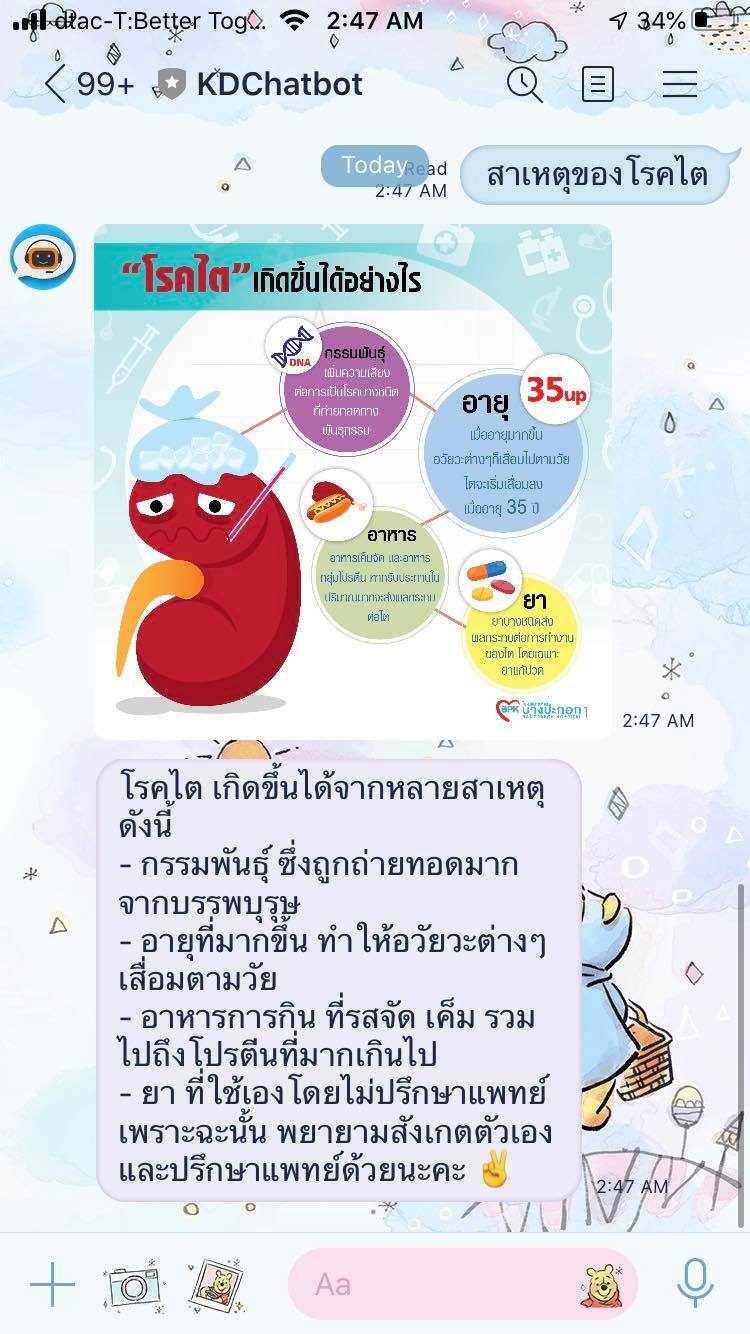 dtac-T:Better Tog... 2:47 AM 34%
99+ KDChatbot
Today
Read
2:47 AM
สาเหตุของโรคไต
“โรคไต”เกิดขึ้นได้อย่างไร
DNA
กรรมพันธุ์
เพิ่มความเสี่ยง
ต่อการเป็นโรคบางชนิด
ที่ถ่ายทอดทาง
พันธุกรรม
35up
อายุ
เมื่ออายุมากขึ้น
อวัยวะต่างๆก็เสื่อมไปตามวัย
ไตจะเริ่มเสื่อมลง
เมื่ออายุ 35 ปี
อาหาร
อาหารเค็มจัด และอาหาร
กลุ่มโปรตีน หากรับประทานใน
ปริมาณมากจะส่งผลกระทบ
ต่อไต
ยา
ยาบางชนิดส่ง
ผลกระทบต่อการทำงาน
ของไต โดยเฉพาะ
ยาแก้ปวด
BPK บางปะกอก 1
2:47 AM
โรคไต เกิดขึ้นได้จากหลายสาเหตุ
ดังนี้
- กรรมพันธุ์ ซึ่งถูกถ่ายทอดมาก
จากบรรพบุรุษ
- อายุที่มากขึ้น ทำให้อวัยวะต่างๆ
เสื่อมตามวัย
- อาหารการกิน ที่รสจัด เค็ม รวม
ไปถึงโปรตีนที่มากเกินไป
- ยา ที่ใช้เองโดยไม่ปรึกษาแพทย์
เพราะฉะนั้น พยายามสังเกตตัวเอง
และปรึกษาแพทย์ด้วยนะคะ ✌️
2:47 AM
Aa